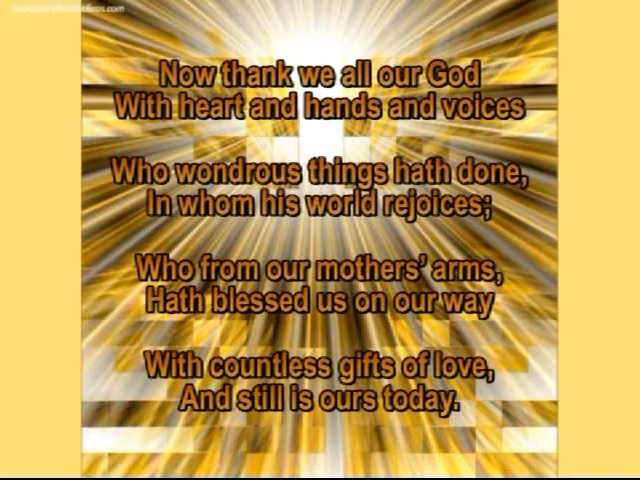 Now thank we all our God
With heart and hands and voices
Who wondrous things hath done,
In whom his world rejoices;
Who from our mothers' arms,
Hath blessed us on our way
With countless gifts of love,
And still is ours today.